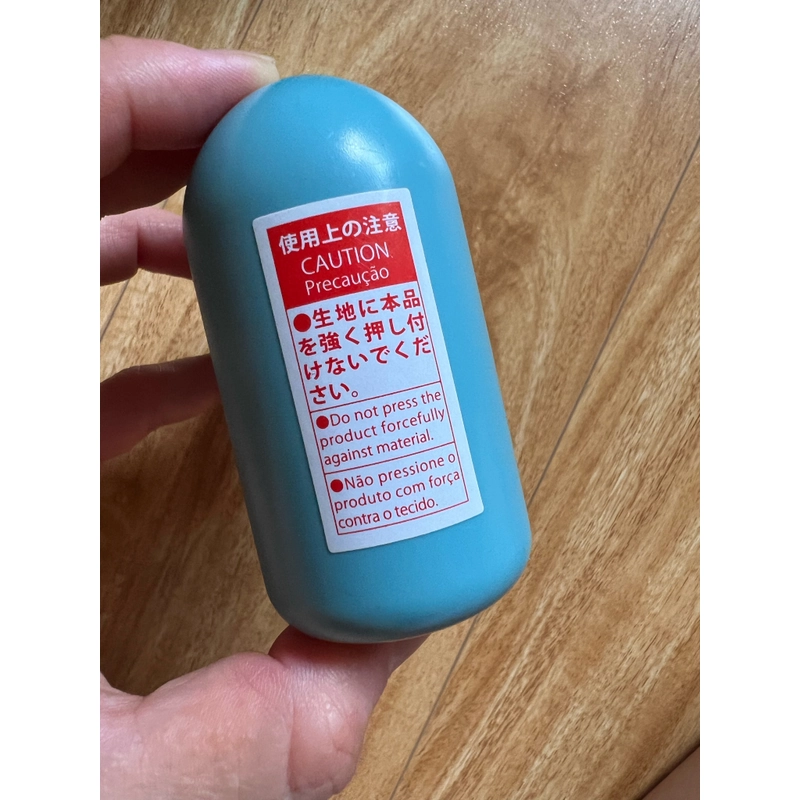 使用上の注意
CAUTION
Precaução
●生地に本品
を強く押し付
けないでくだ
さい。
●Do not press the
product forcefully
against material.
●Não pressione o
produto com força
contra o tecido.